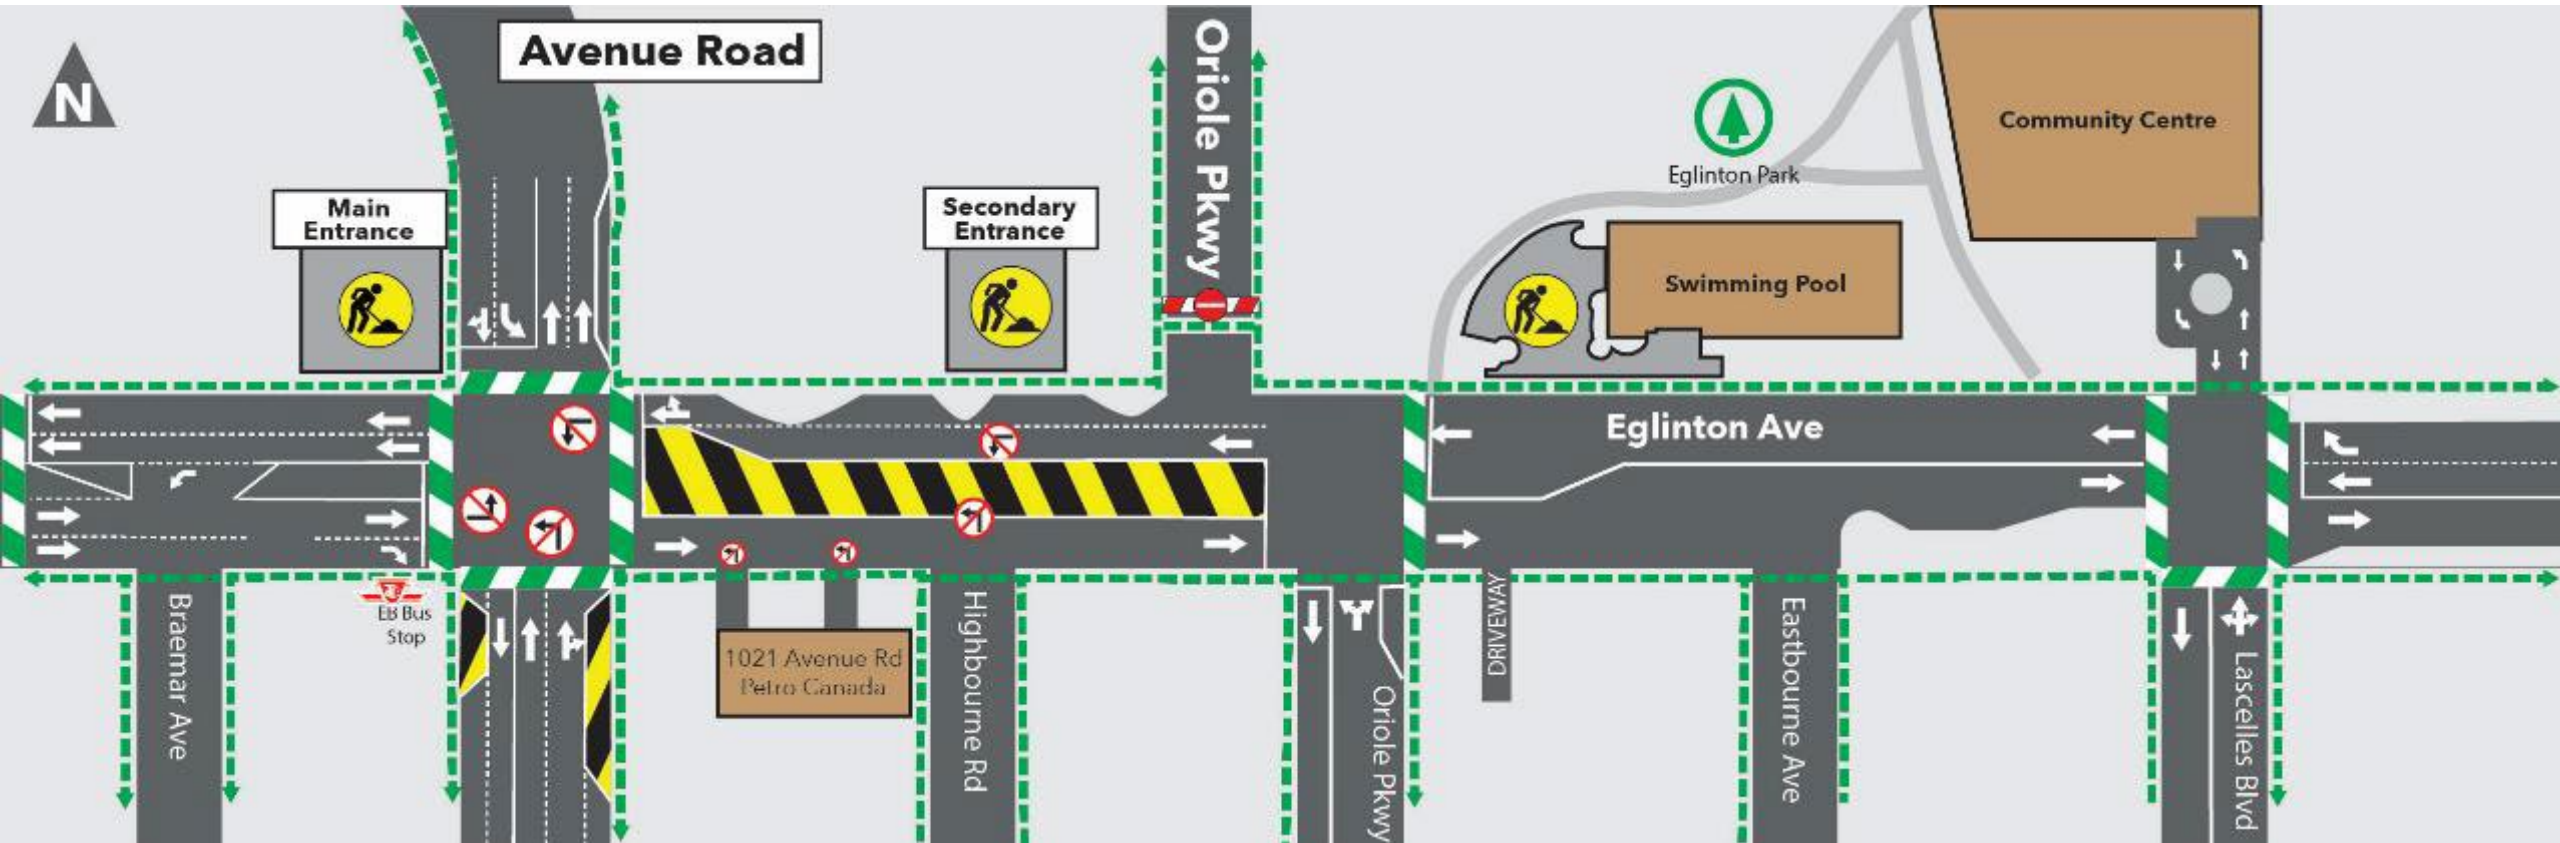 Avenue Road
N
Oriole Pkwy
Community Centre
Eglinton Park
Main
Entrance
Secondary
Entrance
Swimming Pool
Eglinton Ave
EB Bus
Stop
Braemar Ave
1021 Avenue Rd
Petro Canada
Highbourne Rd
Oriole Pkwy
DRIVEWAY
Eastbourne Ave
Lascelles Blvd